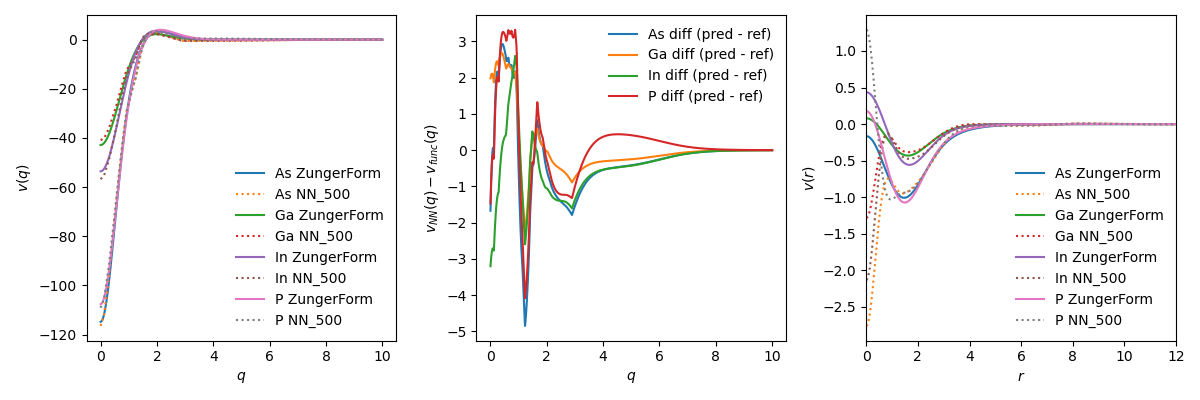 0
−20
−40
−60
−80
−100
−120
v(q)
0
2
4
6
8
10
q
As ZungerForm
As NN_500
Ga ZungerForm
Ga NN_500
In ZungerForm
In NN_500
P ZungerForm
P NN_500
3
2
1
0
−1
−2
−3
−4
−5
v_NN(q) − v_func(q)
0
2
4
6
8
10
q
As diff (pred - ref)
Ga diff (pred - ref)
In diff (pred - ref)
P diff (pred - ref)
1.0
0.5
0.0
−0.5
−1.0
−1.5
−2.0
−2.5
v(r)
0
2
4
6
8
10
12
r
As ZungerForm
As NN_500
Ga ZungerForm
Ga NN_500
In ZungerForm
In NN_500
P ZungerForm
P NN_500